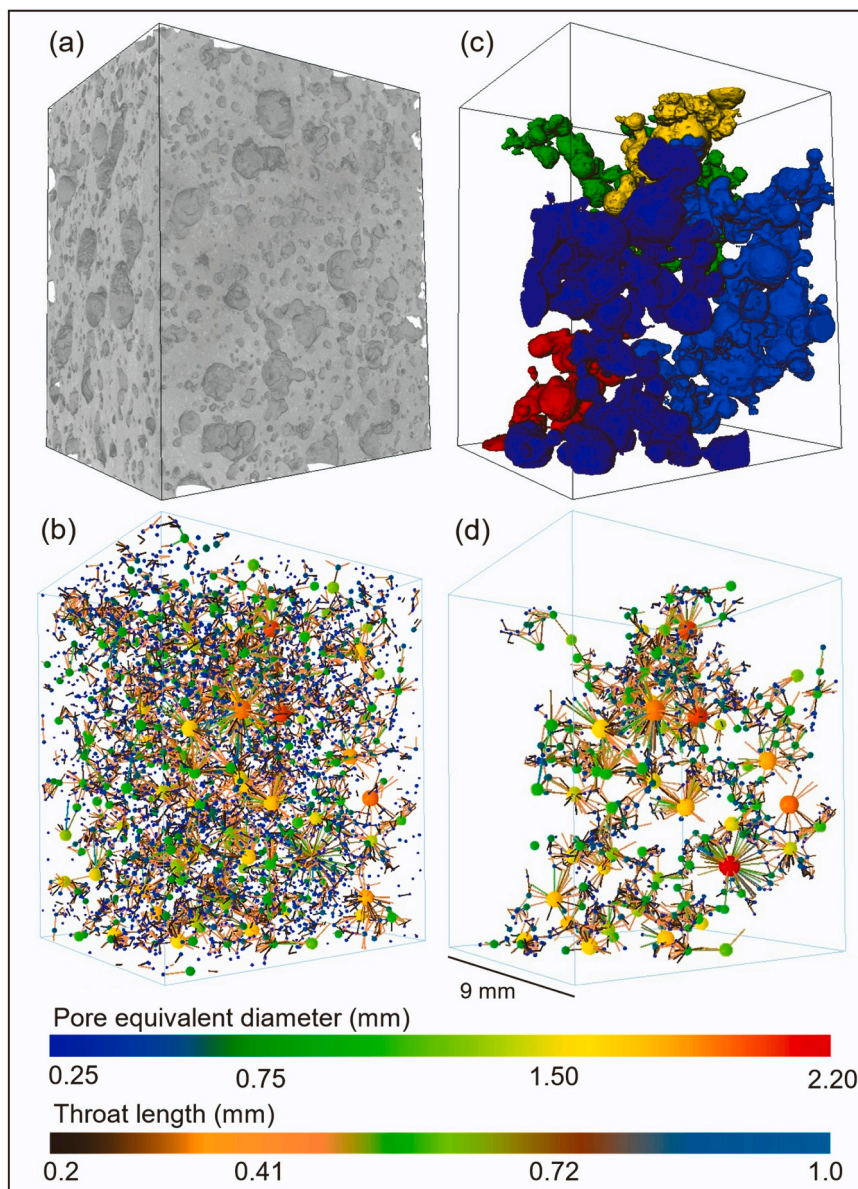 (a)
(c)
(b)
(d)
9 mm
Pore equivalent diameter (mm)
0.25 0.75 1.50 2.20
Throat length (mm)
0.2 0.41 0.72 1.0